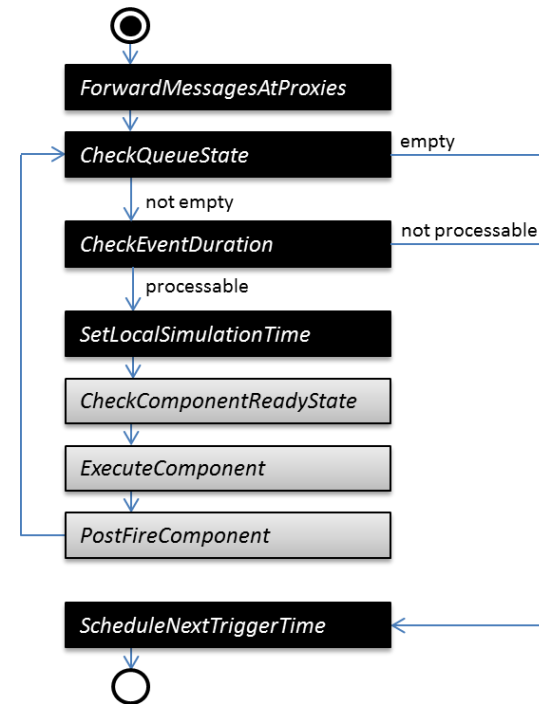 ForwardMessagesAtProxies
CheckQueueState
empty
not empty
CheckEventDuration
not processable
processable
SetLocalSimulationTime
CheckComponentReadyState
ExecuteComponent
PostFireComponent
ScheduleNextTriggerTime